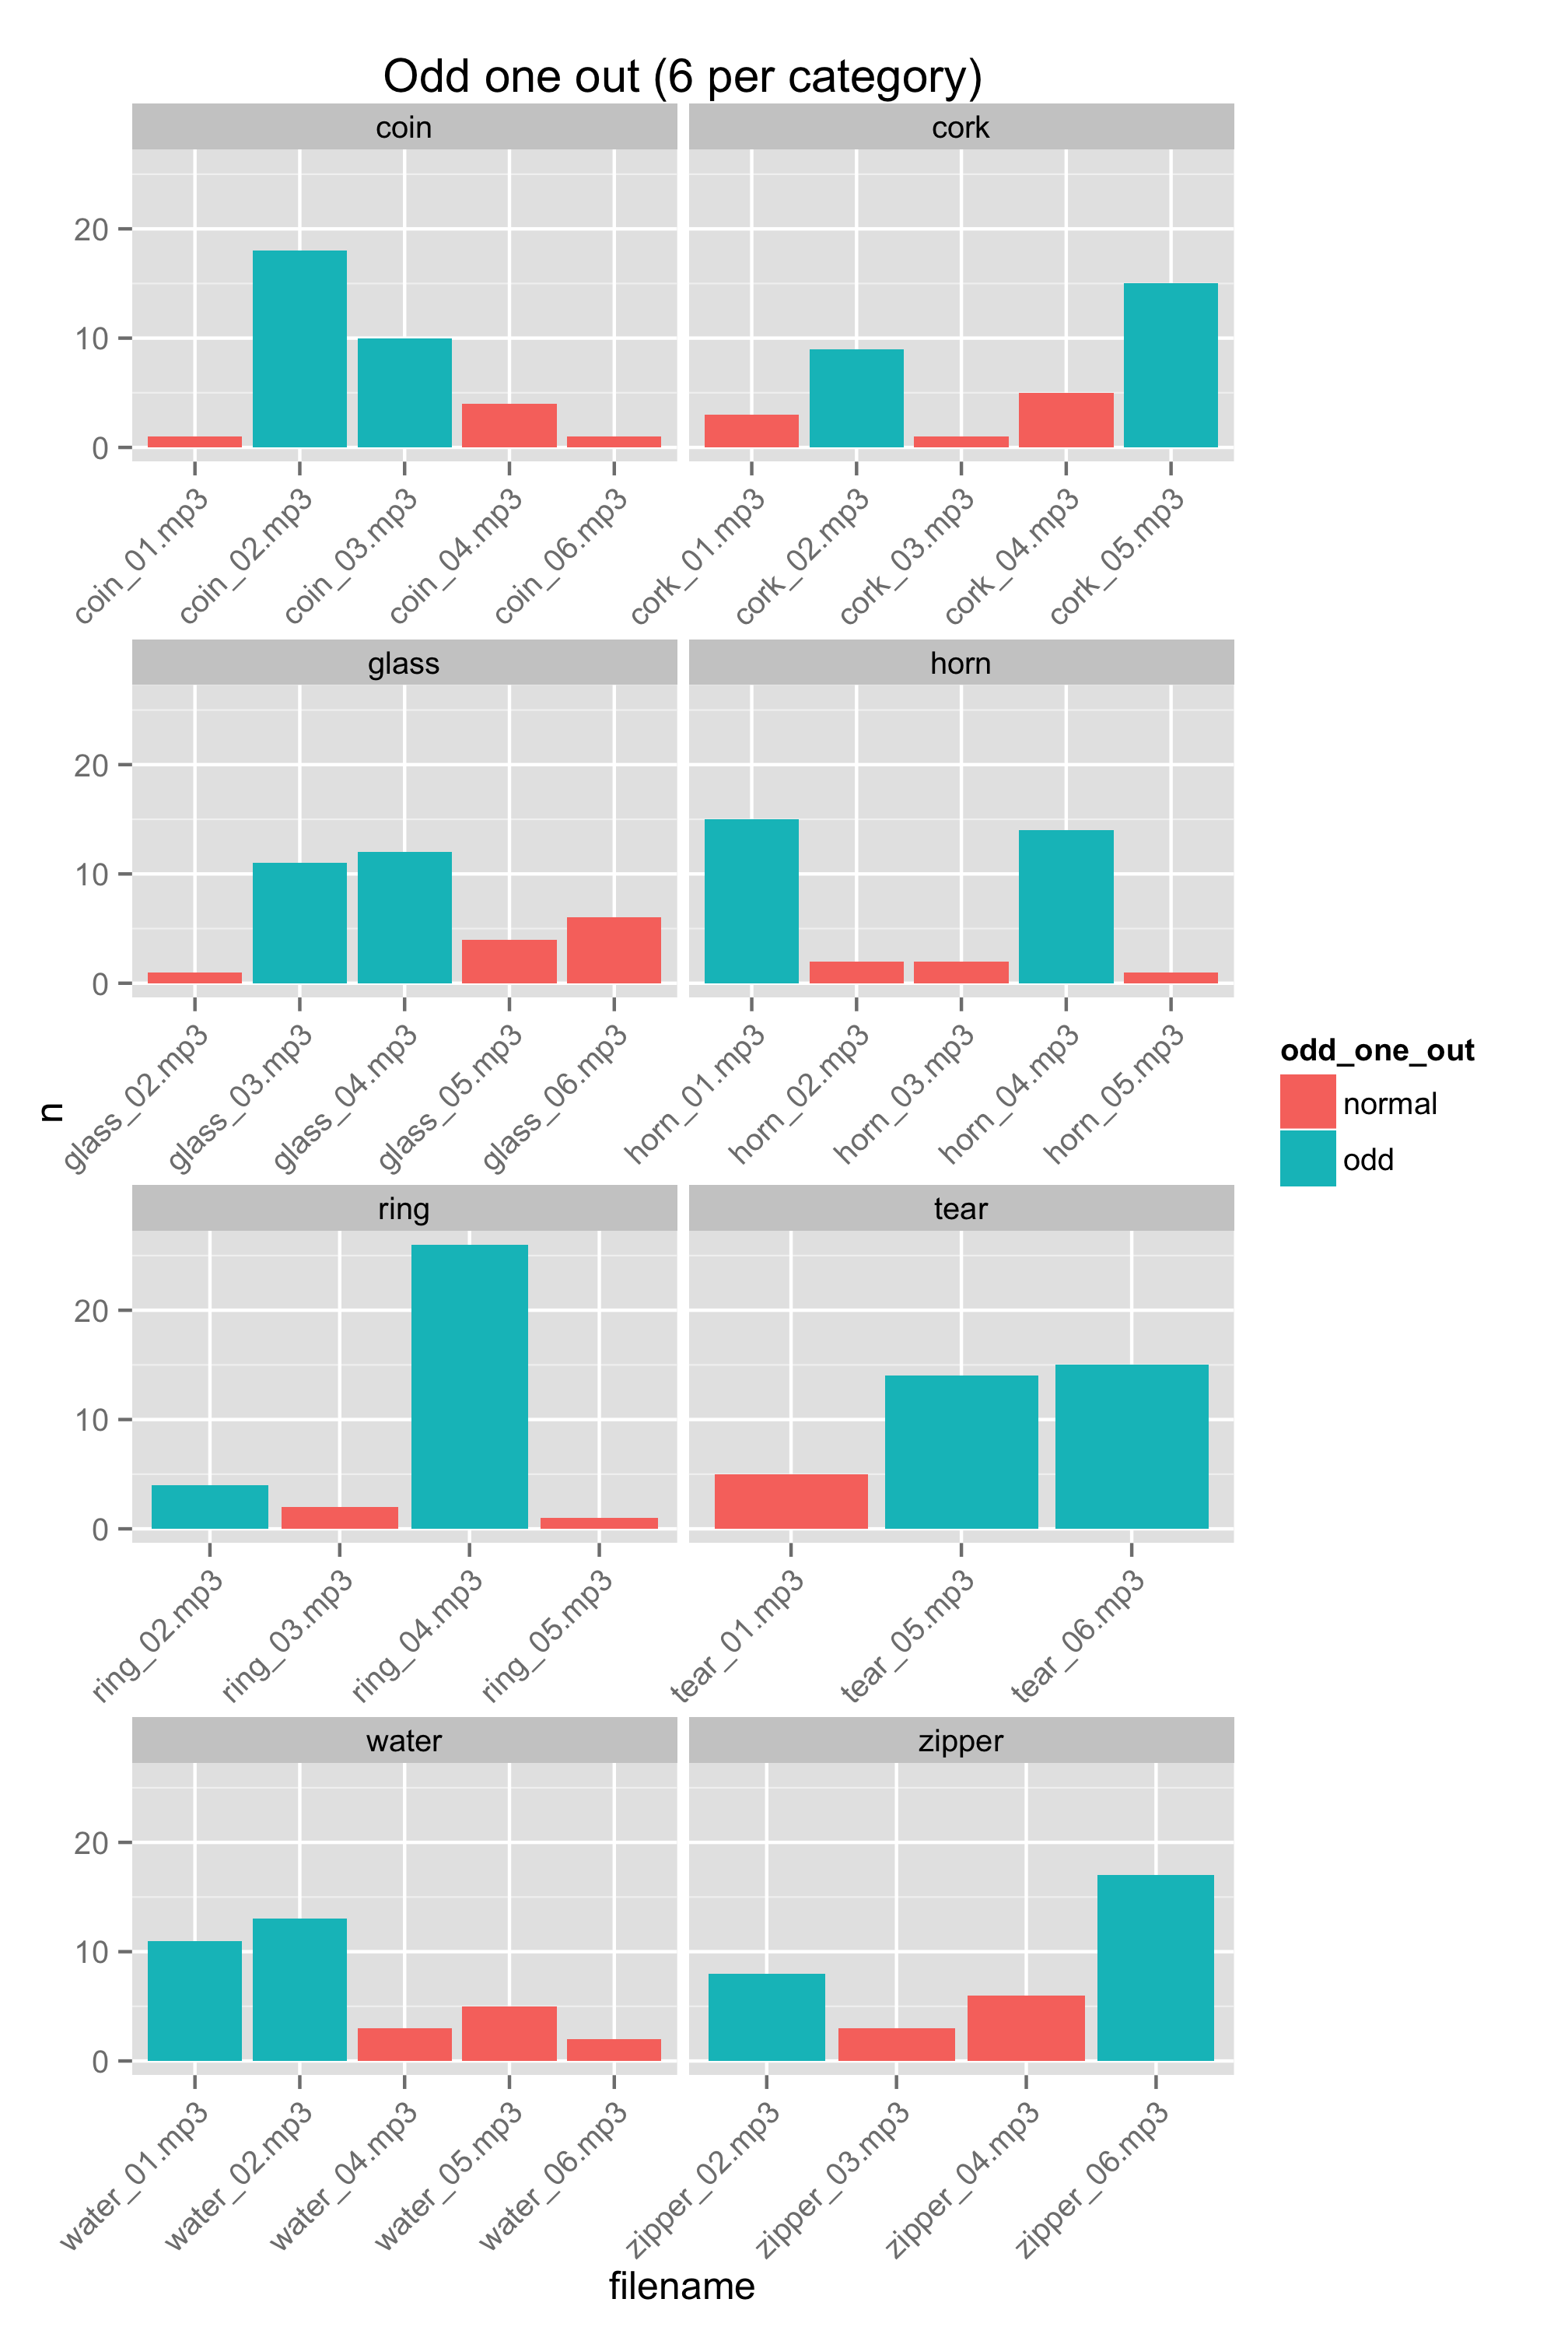 Odd one out (6 per category)
coin
cork
20
10
0
coin_01.mp3
coin_02.mp3
coin_03.mp3
coin_04.mp3
coin_06.mp3
cork_01.mp3
cork_02.mp3
cork_03.mp3
cork_04.mp3
cork_05.mp3
glass
horn
20
10
0
glass_02.mp3
glass_03.mp3
glass_04.mp3
glass_05.mp3
glass_06.mp3
horn_01.mp3
horn_02.mp3
horn_03.mp3
horn_04.mp3
horn_05.mp3
n
odd_one_out
normal
odd
ring
tear
20
10
0
ring_02.mp3
ring_03.mp3
ring_04.mp3
ring_05.mp3
tear_01.mp3
tear_05.mp3
tear_06.mp3
water
zipper
20
10
0
water_01.mp3
water_02.mp3
water_04.mp3
water_05.mp3
water_06.mp3
zipper_02.mp3
zipper_03.mp3
zipper_04.mp3
zipper_06.mp3
filename